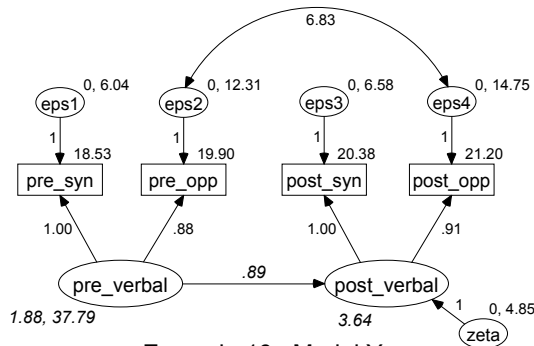 6.83
0, 6.04
0, 12.31
0, 6.58
0, 14.75
eps1
eps2
eps3
eps4
1
1
1
1
18.53
19.90
20.38
21.20
pre_syn
pre_opp
post_syn
post_opp
1.00
.88
1.00
.91
pre_verbal
.89
post_verbal
1.88, 37.79
3.64
1
0, 4.85
zeta